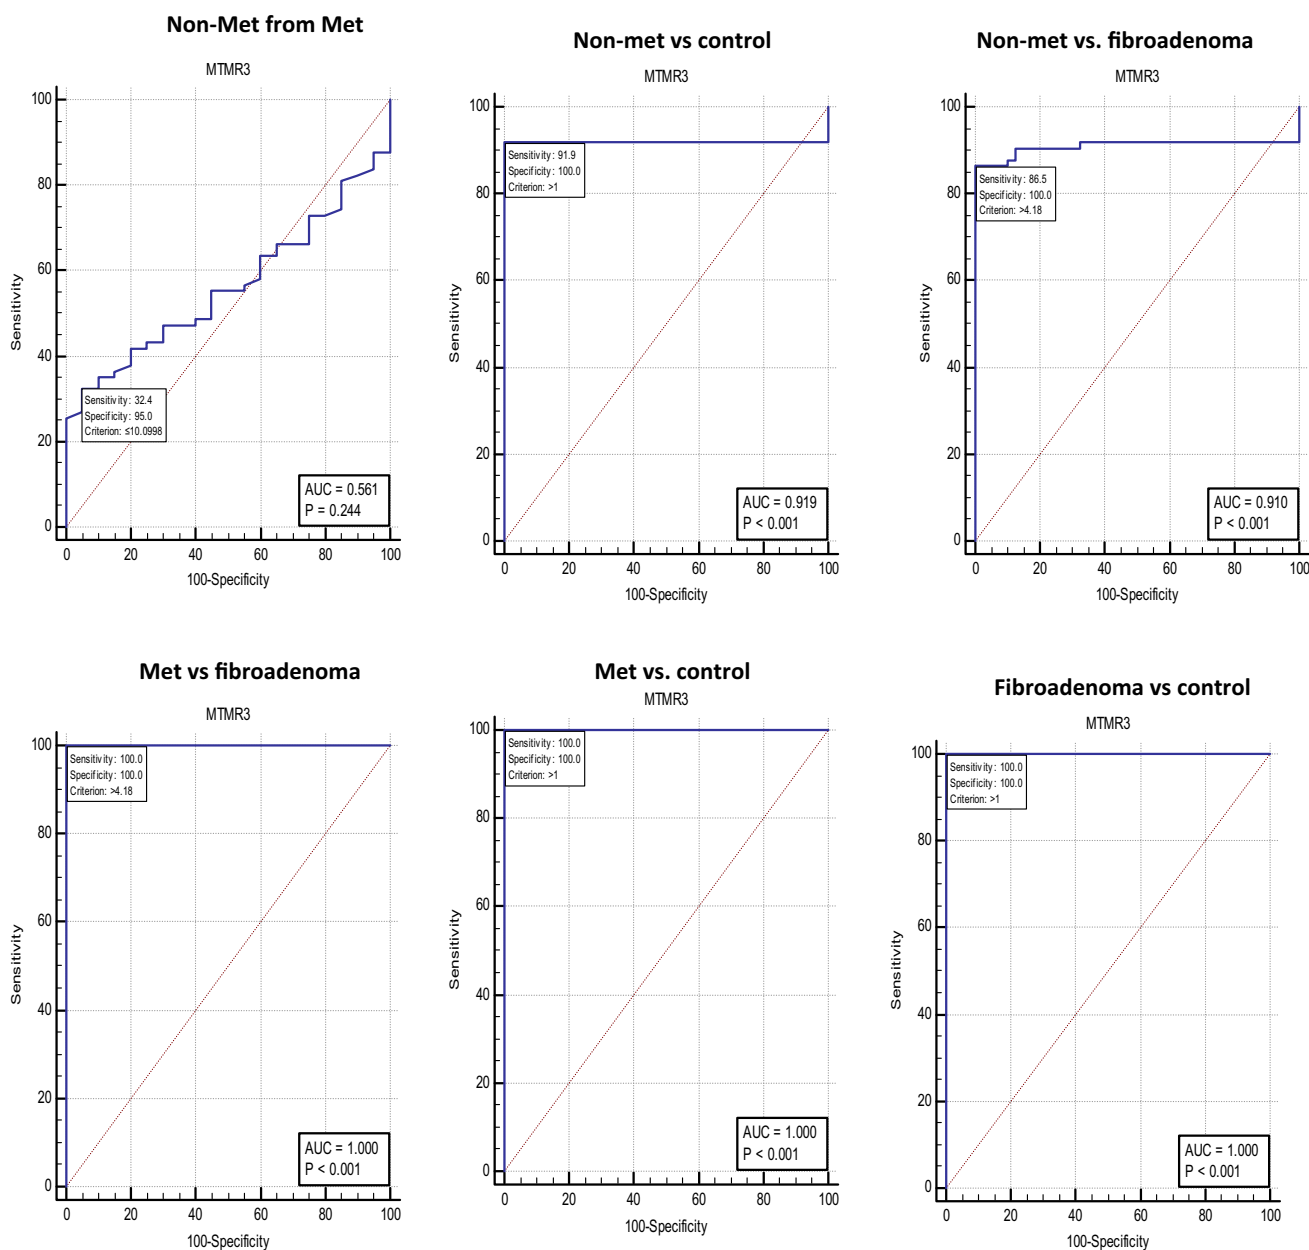 Non-Met from Met
MTMR3
100
80
60
40
20
0
Sensitivity
Sensitivity: 32.4
Specificity: 95.0
Criterion: ≤10.0998
AUC = 0.561
P = 0.244
0 20 40 60 80 100
100-Specificity
Non-met vs control
MTMR3
100
80
60
40
20
0
Sensitivity
Sensitivity: 91.9
Specificity: 100.0
Criterion: >1
AUC = 0.919
P < 0.001
0 20 40 60 80 100
100-Specificity
Non-met vs. fibroadenoma
MTMR3
100
80
60
40
20
0
Sensitivity
Sensitivity: 86.5
Specificity: 100.0
Criterion: >4.18
AUC = 0.910
P < 0.001
0 20 40 60 80 100
100-Specificity
Met vs fibroadenoma
MTMR3
100
80
60
40
20
0
Sensitivity
Sensitivity: 100.0
Specificity: 100.0
Criterion: >4.18
AUC = 1.000
P < 0.001
0 20 40 60 80 100
100-Specificity
Met vs. control
MTMR3
100
80
60
40
20
0
Sensitivity
Sensitivity: 100.0
Specificity: 100.0
Criterion: >1
AUC = 1.000
P < 0.001
0 20 40 60 80 100
100-Specificity
Fibroadenoma vs control
MTMR3
100
80
60
40
20
0
Sensitivity
Sensitivity: 100.0
Specificity: 100.0
Criterion: >1
AUC = 1.000
P < 0.001
0 20 40 60 80 100
100-Specificity